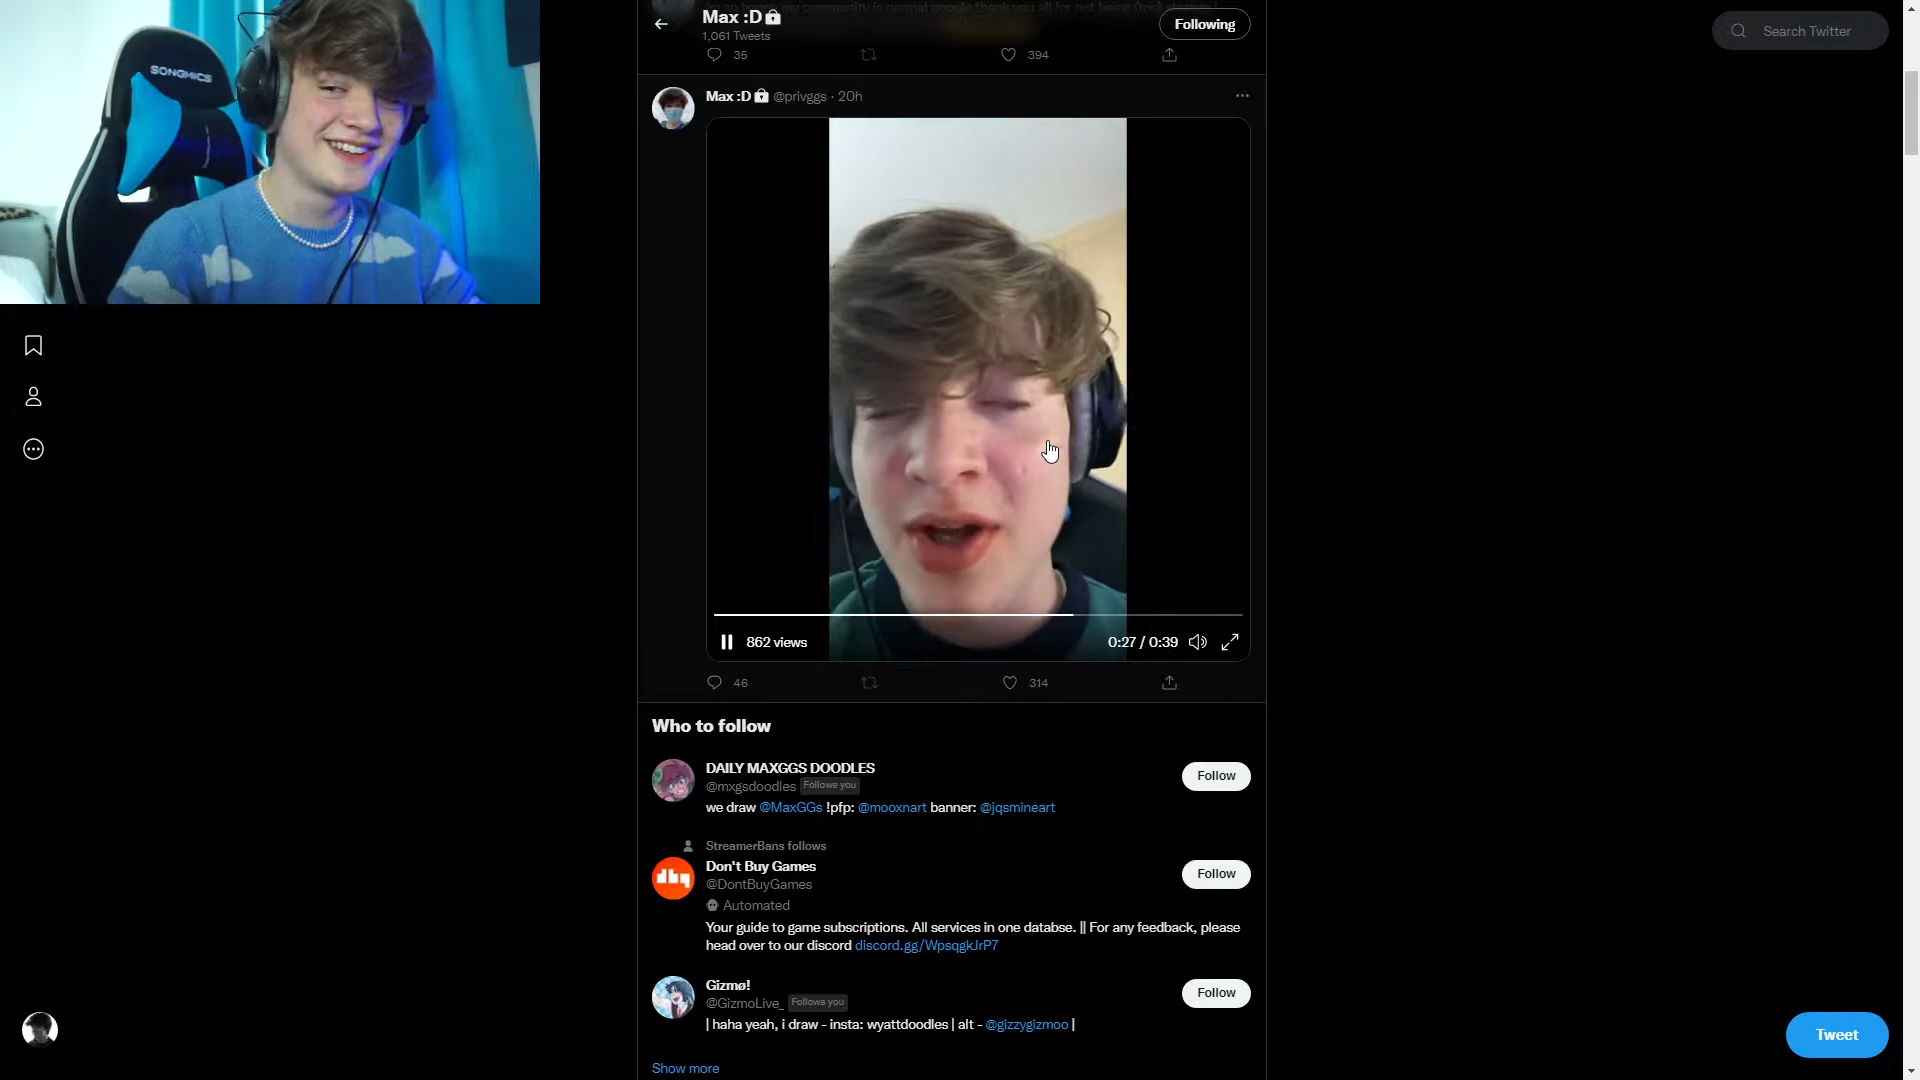 SONGMICS
Max :D
1,061 Tweets
Following
Search Twitter
35
394
Max :D @privggs · 20h
862 views
0:27 / 0:39
46
314
Who to follow
DAILY MAXGGS DOODLES
@mxgsdoodles Follows you
Follow
we draw @MaxGGs !pfp: @mooxnart banner: @jqsmineart
StreamerBans follows
Don't Buy Games
@DontBuyGames
Follow
dbg
Automated
Your guide to game subscriptions. All services in one databse. || For any feedback, please
head over to our discord discord.gg/WpsqgkJrP7
Gizmø!
@GizmoLive_ Follows you
Follow
| haha yeah, i draw - insta: wyattdoodles | alt - @gizzygizmoo |
Show more
Tweet